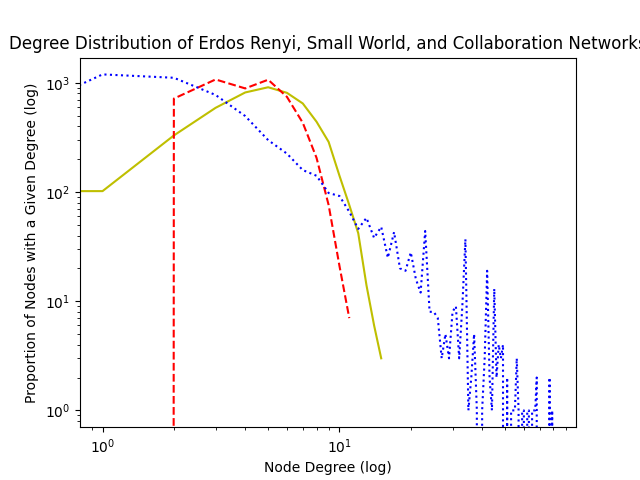 Degree Distribution of Erdos Renyi, Small World, and Collaboration Networks
Proportion of Nodes with a Given Degree (log)
10³
10²
10¹
10⁰
10⁰ 10¹
Node Degree (log)